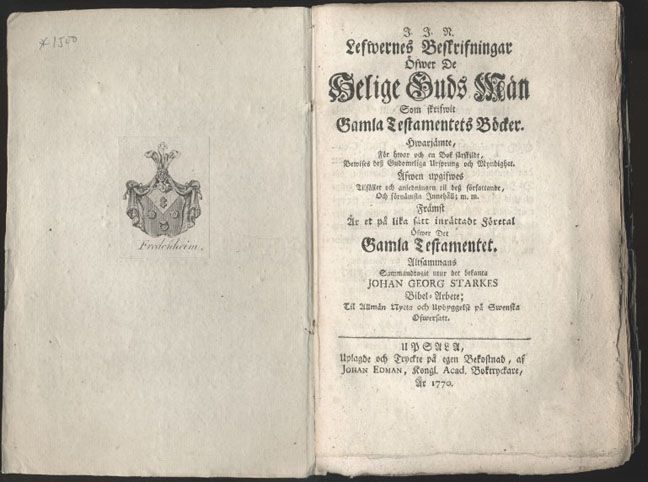 * 1500
Fredenheim.
J. J. N.
Lefwernes Beskrifningar
Öfwer De
Helige Guds Män
Som skrifwit
Gamla Testamentets Böcker.
Hwarjämte,
För hwar och en Bok särskildt,
Bewises deß Gudomeliga Ursprung och Myndighet.
Äfwen upgifwes
Tilfället och anledningen til deß författande,
Och förnämsta Innehåll; m. m.
Främst
Är et på lika sätt inrättadt Företal
Öfwer Det
Gamla Testamentet.
Altsammans
Sammandragit utur det bekanta
JOHAN GEORG STARKES
Bibel-Arbete;
Til Allmän Nytta och Upbyggelse på Swenska
Öfwersatt.
UPSALA,
Uplagde och Tryckte på egen Bekostnad, af
JOHAN EDMAN, Kongl. Acad. Boktryckare,
År 1770.